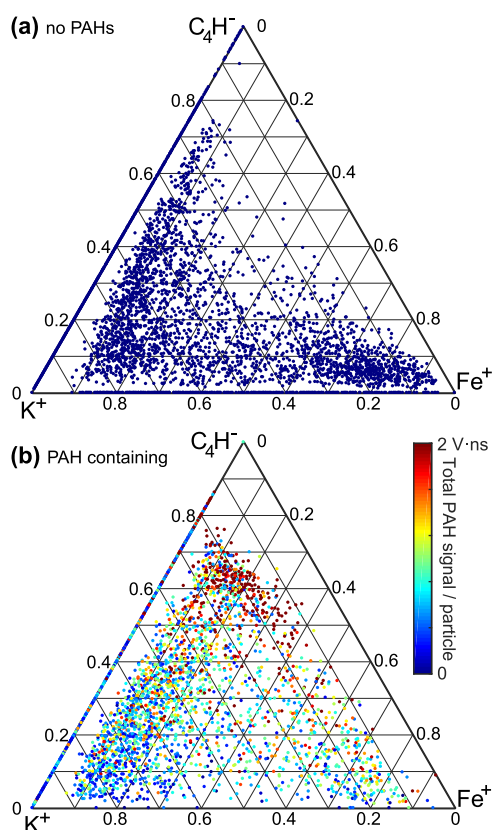 (a) no PAHs
C₄H⁻ 0
0.8 0.2
0.6 0.4
0.4 0.6
0.2 0.8
0 Fe⁺
K⁺ 0.8 0.6 0.4 0.2 0
(b) PAH containing
C₄H⁻ 0
2 V·ns
Total PAH signal / particle
0
0.8 0.2
0.6 0.4
0.4 0.6
0.2 0.8
0 Fe⁺
K⁺ 0.8 0.6 0.4 0.2 0